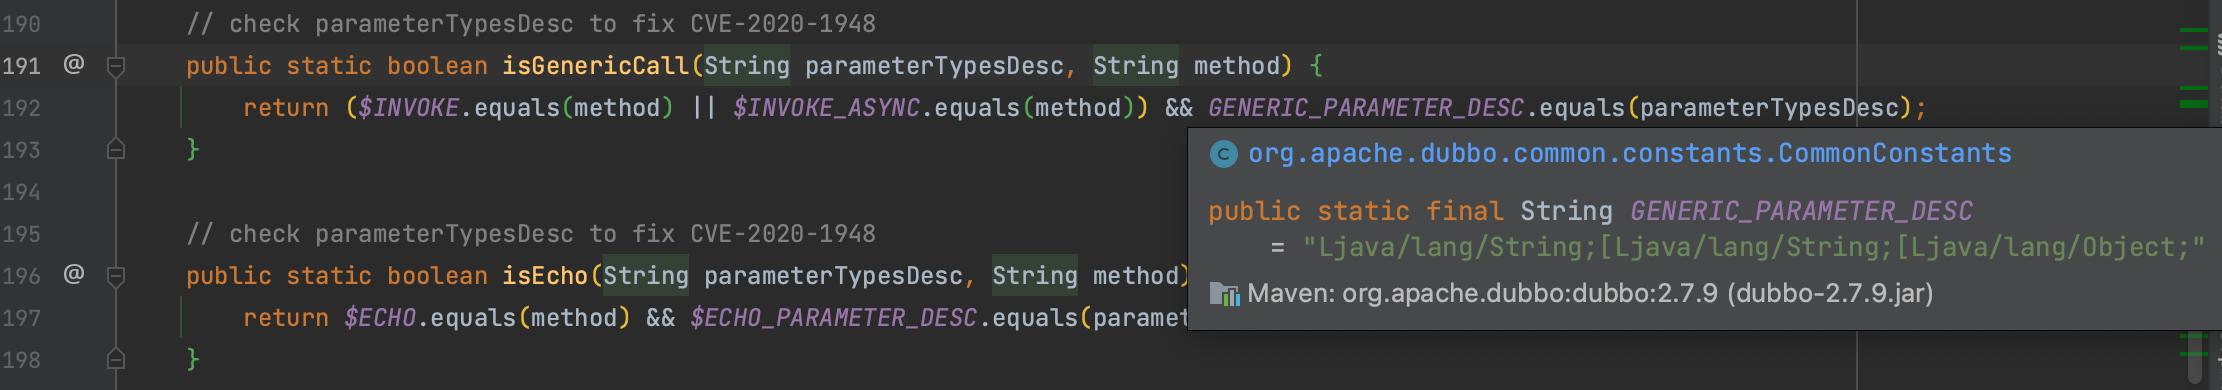 190 // check parameterTypesDesc to fix CVE-2020-1948
191 @ public static boolean isGenericCall(String parameterTypesDesc, String method) {
192 return ($INVOKE.equals(method) || $INVOKE_ASYNC.equals(method)) && GENERIC_PARAMETER_DESC.equals(parameterTypesDesc);
193 }
194
195 // check parameterTypesDesc to fix CVE-2020-1948
196 @ public static boolean isEcho(String parameterTypesDesc, String method)
197 return $ECHO.equals(method) && $ECHO_PARAMETER_DESC.equals(paramet
198 }
C org.apache.dubbo.common.constants.CommonConstants
public static final String GENERIC_PARAMETER_DESC
= "Ljava/lang/String;[Ljava/lang/String;[Ljava/lang/Object;"
Maven: org.apache.dubbo:dubbo:2.7.9 (dubbo-2.7.9.jar)